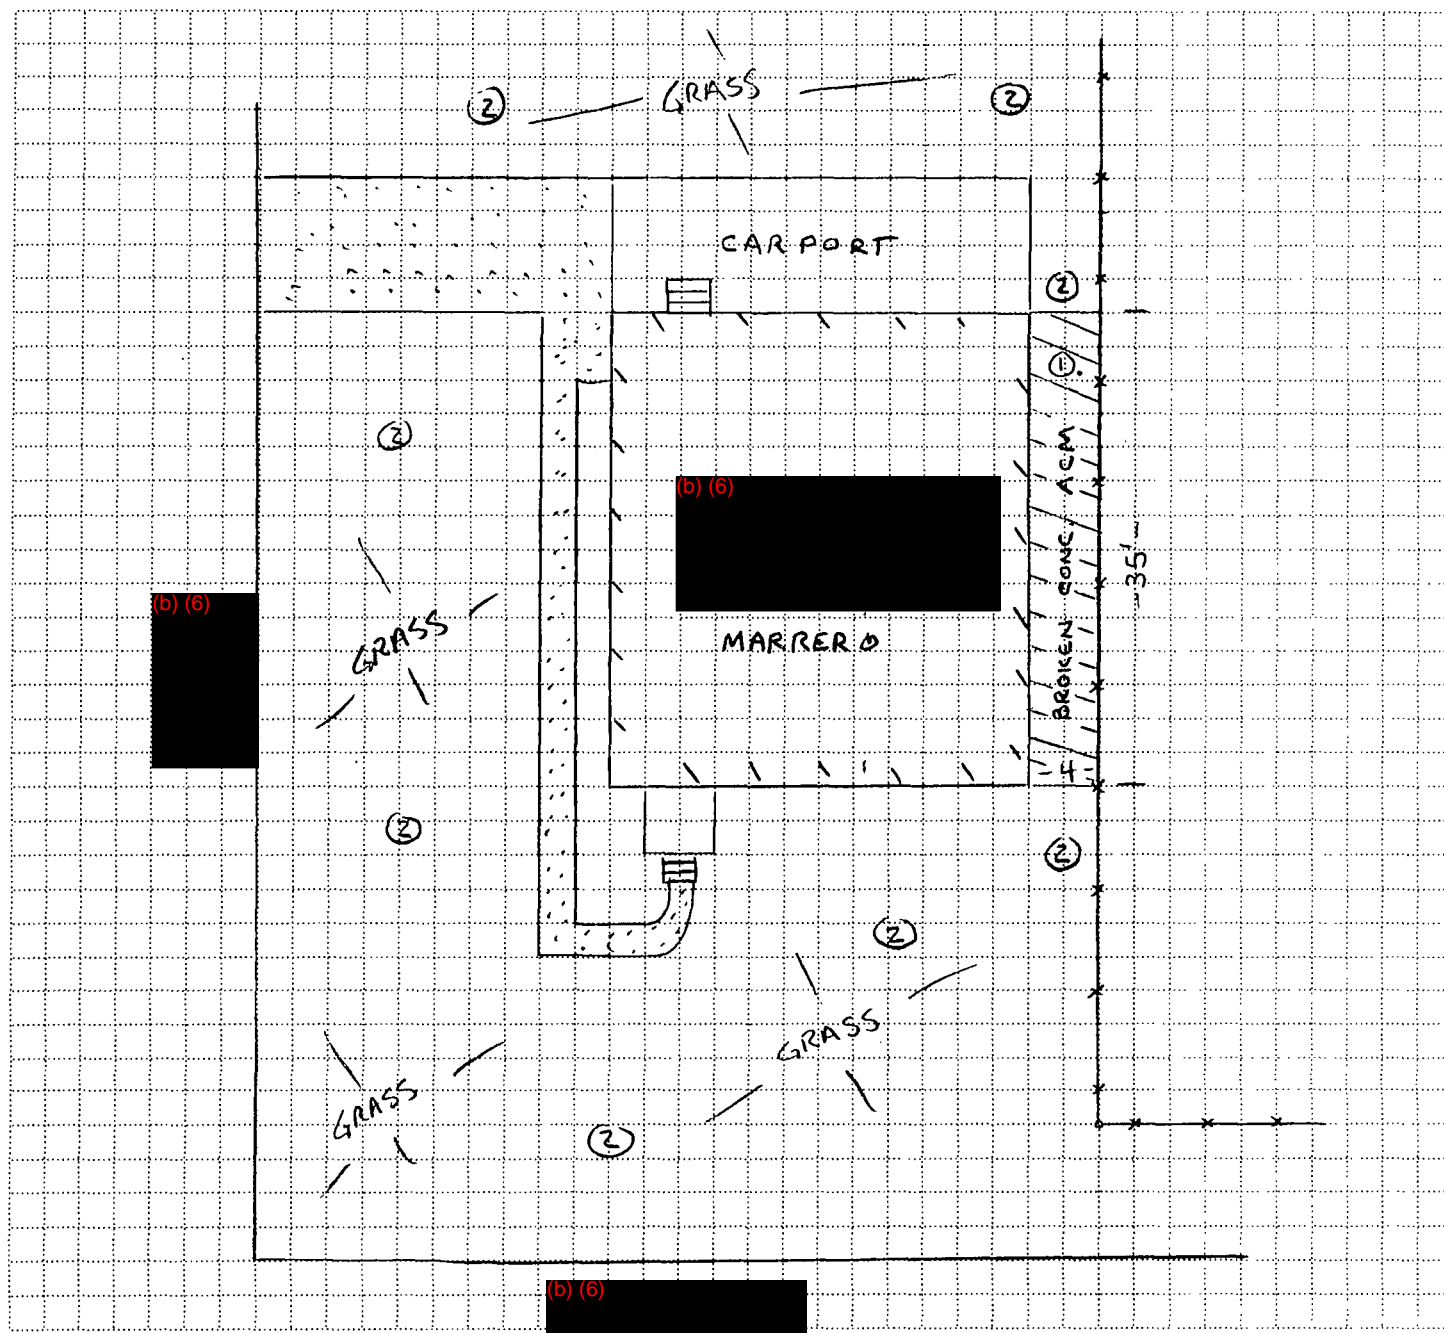 GRASS
②
②
CARPORT
②
①.
②
(b) (6)
BROKEN CONC. ACM
-35'-
(b) (6)
GRASS
MARRERO
-4-
②
②
②
GRASS
GRASS
②
(b) (6)